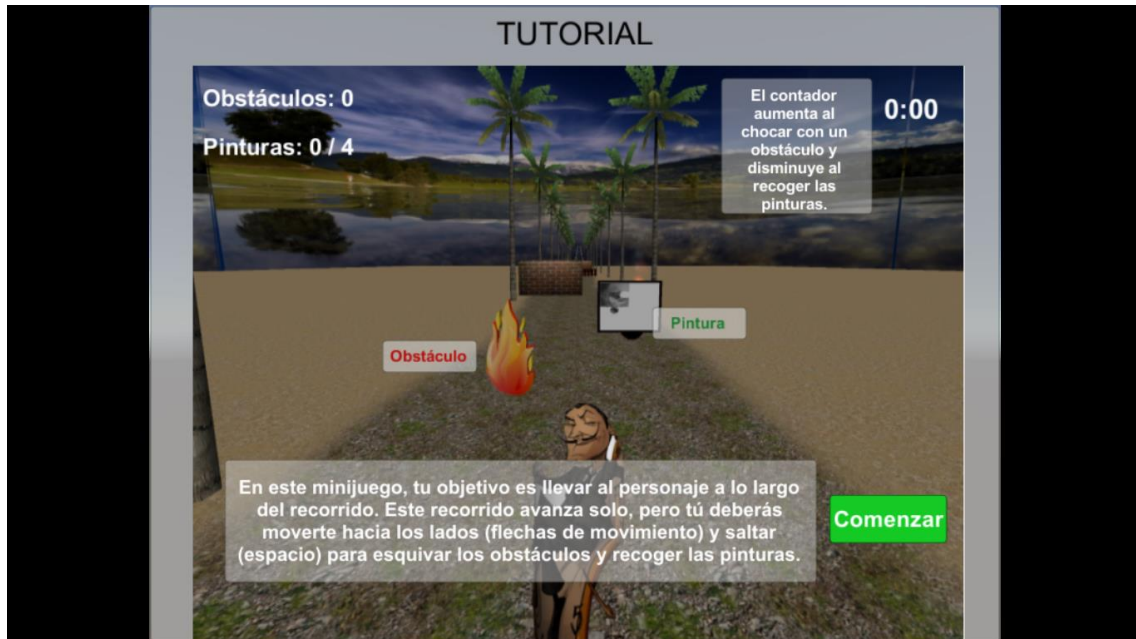 TUTORIAL
Obstáculos: 0
Pinturas: 0 / 4
El contador
aumenta al
chocar con un
obstáculo y
disminuye al
recoger las
pinturas.
0:00
Pintura
Obstáculo
En este minijuego, tu objetivo es llevar al personaje a lo largo
del recorrido. Este recorrido avanza solo, pero tú deberás
moverte hacia los lados (flechas de movimiento) y saltar
(espacio) para esquivar los obstáculos y recoger las pinturas.
Comenzar